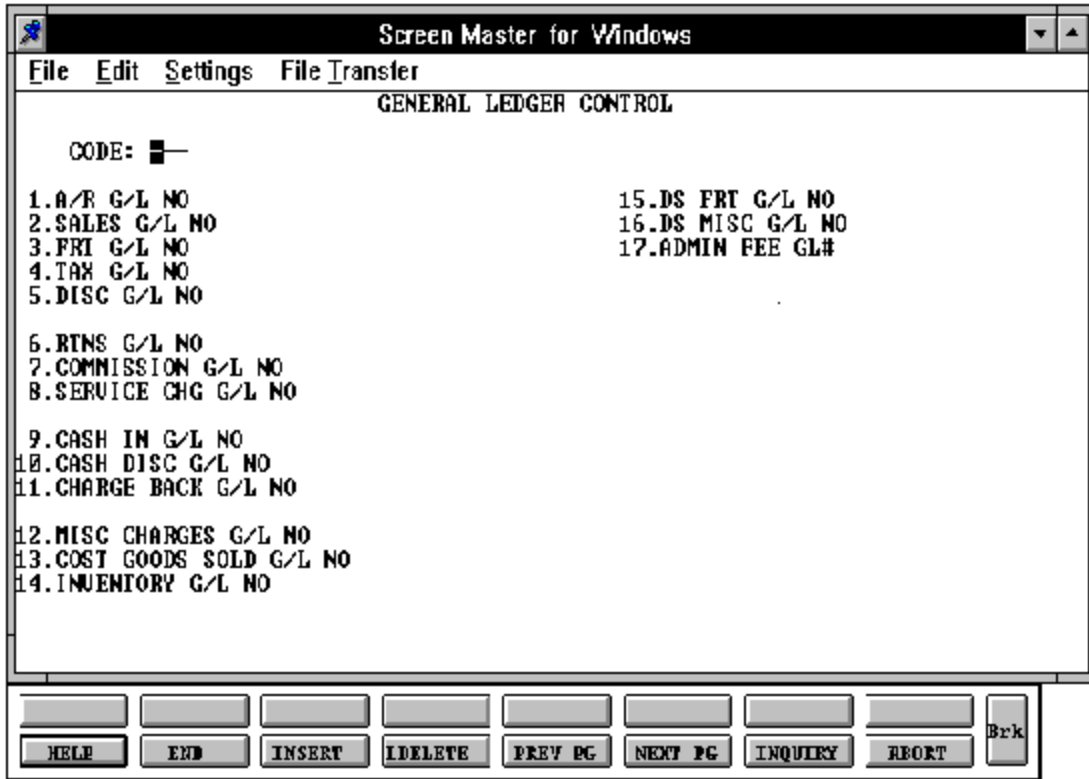 Screen Master for Windows
File Edit Settings File Transfer
GENERAL LEDGER CONTROL
CODE:
1.A/R G/L NO
2.SALES G/L NO
3.FRT G/L NO
4.TAX G/L NO
5.DISC G/L NO
6.RTNS G/L NO
7.COMMISSION G/L NO
8.SERVICE CHG G/L NO
9.CASH IN G/L NO
10.CASH DISC G/L NO
11.CHARGE BACK G/L NO
12.MISC CHARGES G/L NO
13.COST GOODS SOLD G/L NO
14.INVENTORY G/L NO
15.DS FRT G/L NO
16.DS MISC G/L NO
17.ADMIN FEE GL#
HELP END INSERT IDELETE PREV PG NEXT PG INQUIRY ABORT Brk